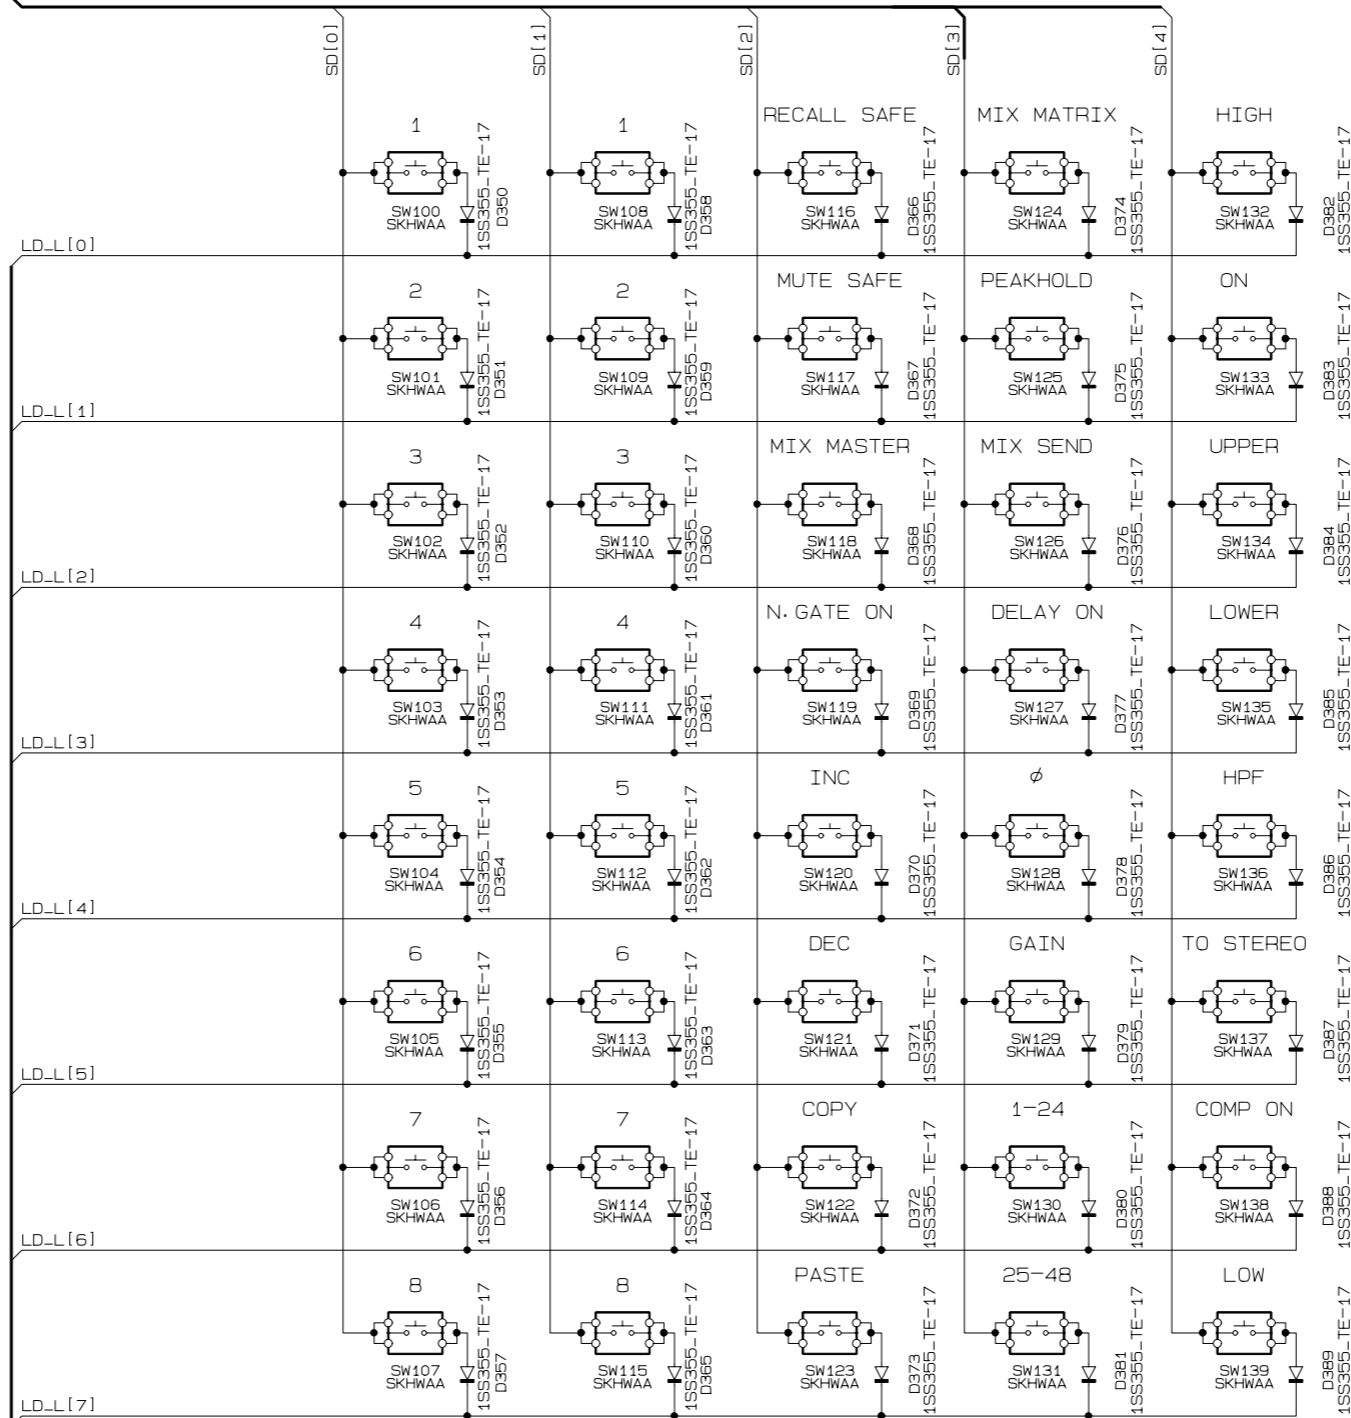 SD[0]
SD[1]
SD[2]
SD[3]
SD[4]
1
1
RECALL SAFE
MIX MATRIX
HIGH
SW100
SKHWAA
1SS355_TE-17
D350
SW108
SKHWAA
1SS355_TE-17
D358
SW116
SKHWAA
D366
1SS355_TE-17
SW124
SKHWAA
D374
1SS355_TE-17
SW132
SKHWAA
D382
1SS355_TE-17
LD_L[0]
2
2
MUTE SAFE
PEAKHOLD
ON
SW101
SKHWAA
1SS355_TE-17
D351
SW109
SKHWAA
1SS355_TE-17
D359
SW117
SKHWAA
D367
1SS355_TE-17
SW125
SKHWAA
D375
1SS355_TE-17
SW133
SKHWAA
D383
1SS355_TE-17
LD_L[1]
3
3
MIX MASTER
MIX SEND
UPPER
SW102
SKHWAA
1SS355_TE-17
D352
SW110
SKHWAA
1SS355_TE-17
D360
SW118
SKHWAA
D368
1SS355_TE-17
SW126
SKHWAA
D376
1SS355_TE-17
SW134
SKHWAA
D384
1SS355_TE-17
LD_L[2]
4
4
N.GATE ON
DELAY ON
LOWER
SW103
SKHWAA
1SS355_TE-17
D353
SW111
SKHWAA
1SS355_TE-17
D361
SW119
SKHWAA
D369
1SS355_TE-17
SW127
SKHWAA
D377
1SS355_TE-17
SW135
SKHWAA
D385
1SS355_TE-17
LD_L[3]
5
5
INC
ø
HPF
SW104
SKHWAA
1SS355_TE-17
D354
SW112
SKHWAA
1SS355_TE-17
D362
SW120
SKHWAA
D370
1SS355_TE-17
SW128
SKHWAA
D378
1SS355_TE-17
SW136
SKHWAA
D386
1SS355_TE-17
LD_L[4]
6
6
DEC
GAIN
TO STEREO
SW105
SKHWAA
1SS355_TE-17
D355
SW113
SKHWAA
1SS355_TE-17
D363
SW121
SKHWAA
D371
1SS355_TE-17
SW129
SKHWAA
D379
1SS355_TE-17
SW137
SKHWAA
D387
1SS355_TE-17
LD_L[5]
7
7
COPY
1-24
COMP ON
SW106
SKHWAA
1SS355_TE-17
D356
SW114
SKHWAA
1SS355_TE-17
D364
SW122
SKHWAA
D372
1SS355_TE-17
SW130
SKHWAA
D380
1SS355_TE-17
SW138
SKHWAA
D388
1SS355_TE-17
LD_L[6]
8
8
PASTE
25-48
LOW
SW107
SKHWAA
1SS355_TE-17
D357
SW115
SKHWAA
1SS355_TE-17
D365
SW123
SKHWAA
D373
1SS355_TE-17
SW131
SKHWAA
D381
1SS355_TE-17
SW139
SKHWAA
D389
1SS355_TE-17
LD_L[7]